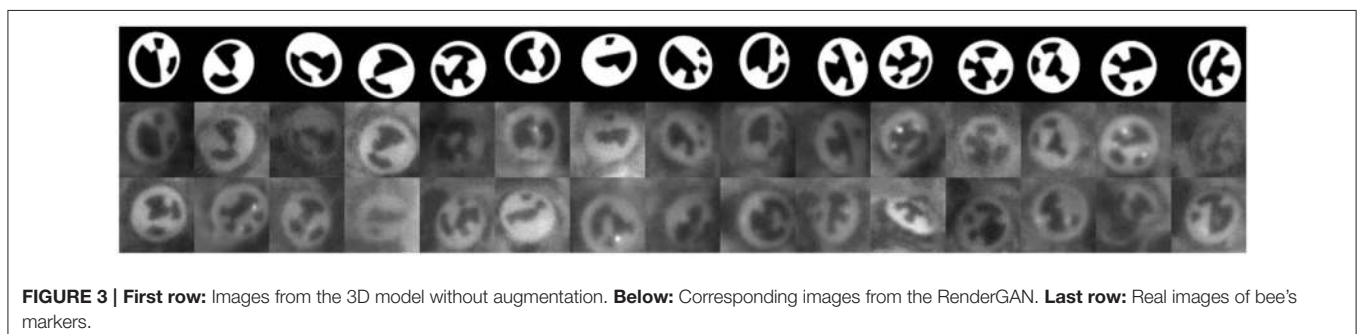 FIGURE 3 | First row: Images from the 3D model without augmentation. Below: Corresponding images from the RenderGAN. Last row: Real images of bee's
markers.